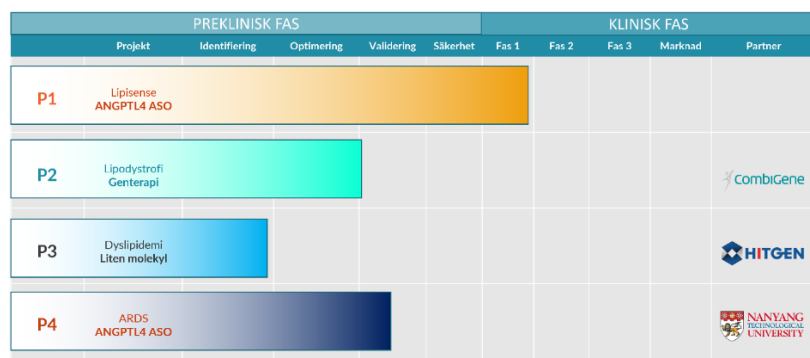 PREKLINISK FAS KLINISK FAS
Projekt Identifiering Optimering Validering Säkerhet Fas 1 Fas 2 Fas 3 Marknad Partner
P1 Lipisense
ANGPTL4 ASO
P2 Lipodystrofi
Genterapi
COMBIGENE
P3 Dyslipidemi
Liten molekyl
HITGEN
P4 ARDS
ANGPTL4 ASO
NANYANG
TECHNOLOGICAL
UNIVERSITY